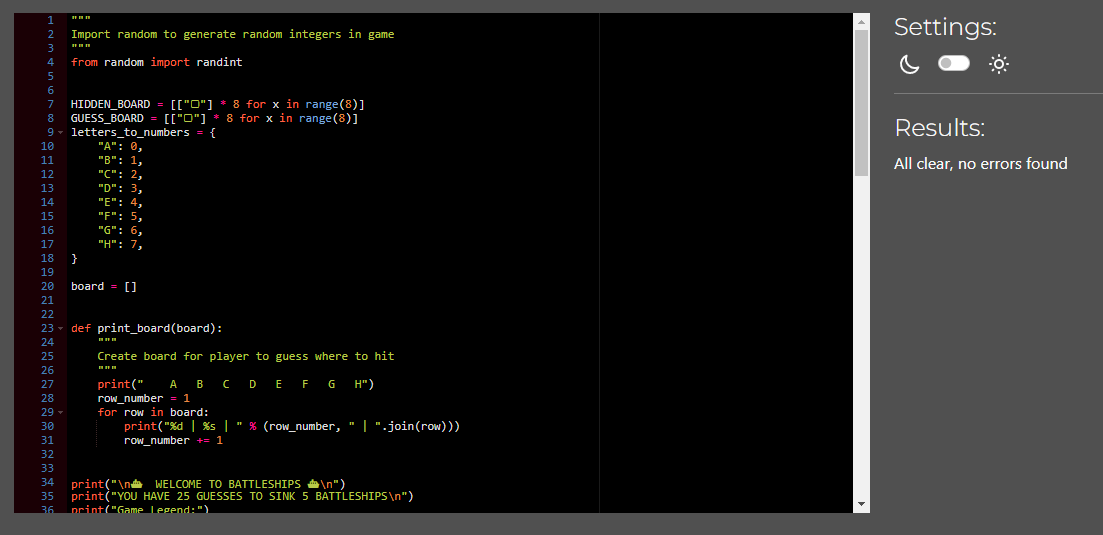 1 """
2 Import random to generate random integers in game
3 """
4 from random import randint
5
6
7 HIDDEN_BOARD = [["▢"] * 8 for x in range(8)]
8 GUESS_BOARD = [["▢"] * 8 for x in range(8)]
9 letters_to_numbers = {
10     "A": 0,
11     "B": 1,
12     "C": 2,
13     "D": 3,
14     "E": 4,
15     "F": 5,
16     "G": 6,
17     "H": 7,
18 }
19
20 board = []
21
22
23 def print_board(board):
24     """
25     Create board for player to guess where to hit
26     """
27     print("    A   B   C   D   E   F   G   H")
28     row_number = 1
29     for row in board:
30         print("%d | %s | " % (row_number, " | ".join(row)))
31         row_number += 1
32
33
34 print("\n⛴  WELCOME TO BATTLESHIPS ⛴\n")
35 print("YOU HAVE 25 GUESSES TO SINK 5 BATTLESHIPS\n")
36 print("Game Legend:")
Settings:
Results:
All clear, no errors found